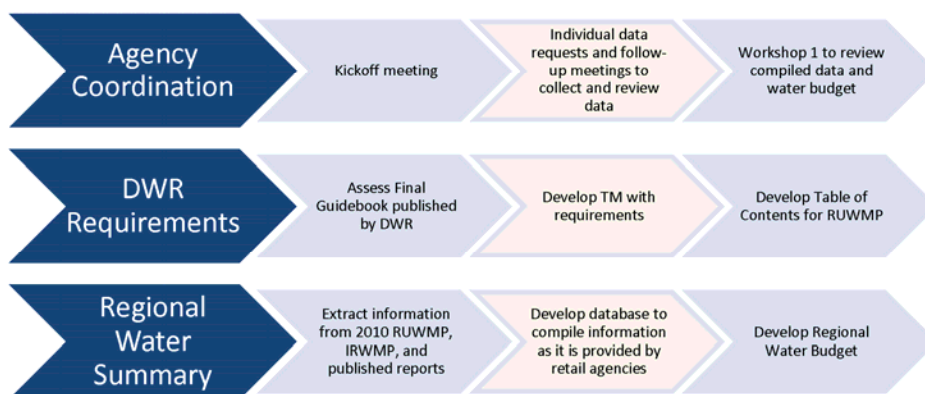 Agency
Coordination
Kickoff meeting
Individual data
requests and follow-
up meetings to
collect and review
data
Workshop 1 to review
compiled data and
water budget
DWR
Requirements
Assess Final
Guidebook published
by DWR
Develop TM with
requirements
Develop Table of
Contents for RUWMP
Regional
Water
Summary
Extract information
from 2010 RUWMP,
IRWMP, and
published reports
Develop database to
compile information
as it is provided by
retail agencies
Develop Regional
Water Budget